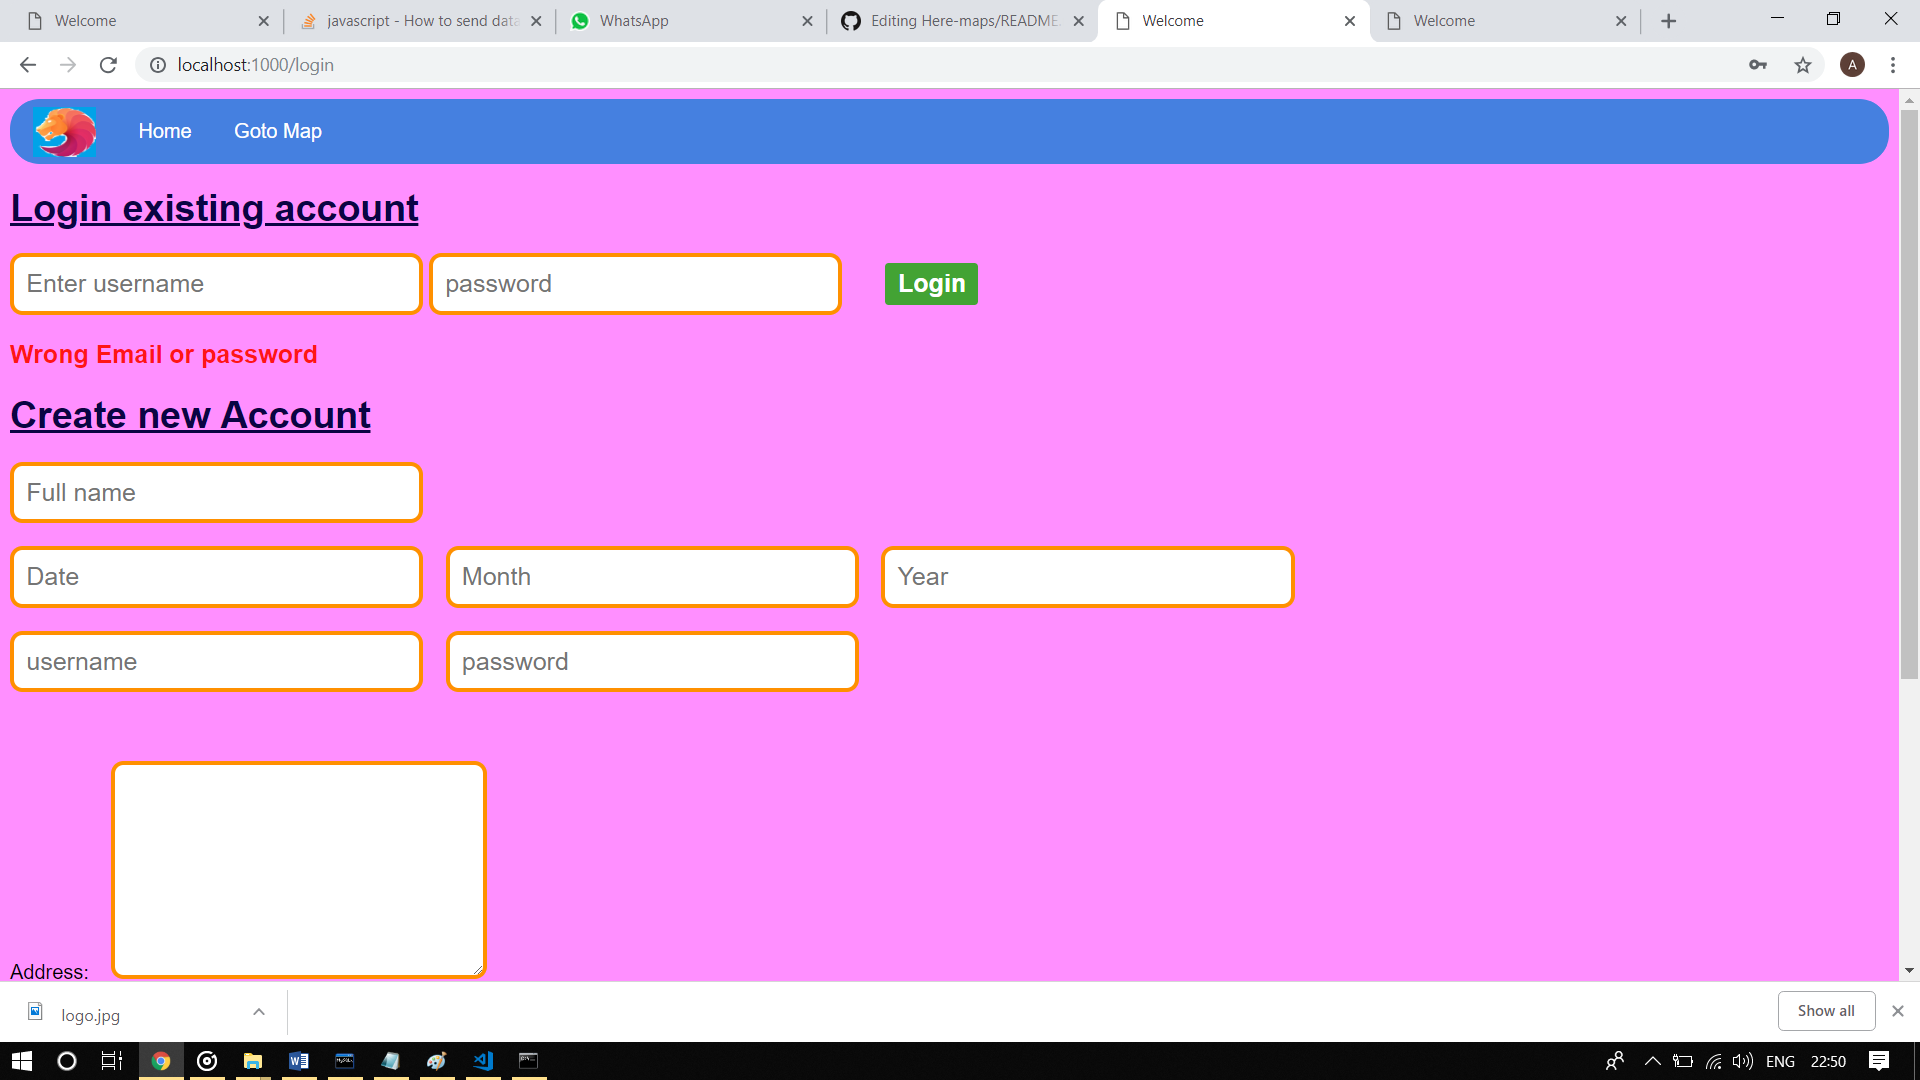 Welcome
javascript - How to send data
WhatsApp
Editing Here-maps/README
Welcome
Welcome
localhost:1000/login
A
Home
Goto Map
Login existing account
Enter username
password
Login
Wrong Email or password
Create new Account
Full name
Date
Month
Year
username
password
Address:
logo.jpg
Show all
ENG
22:50